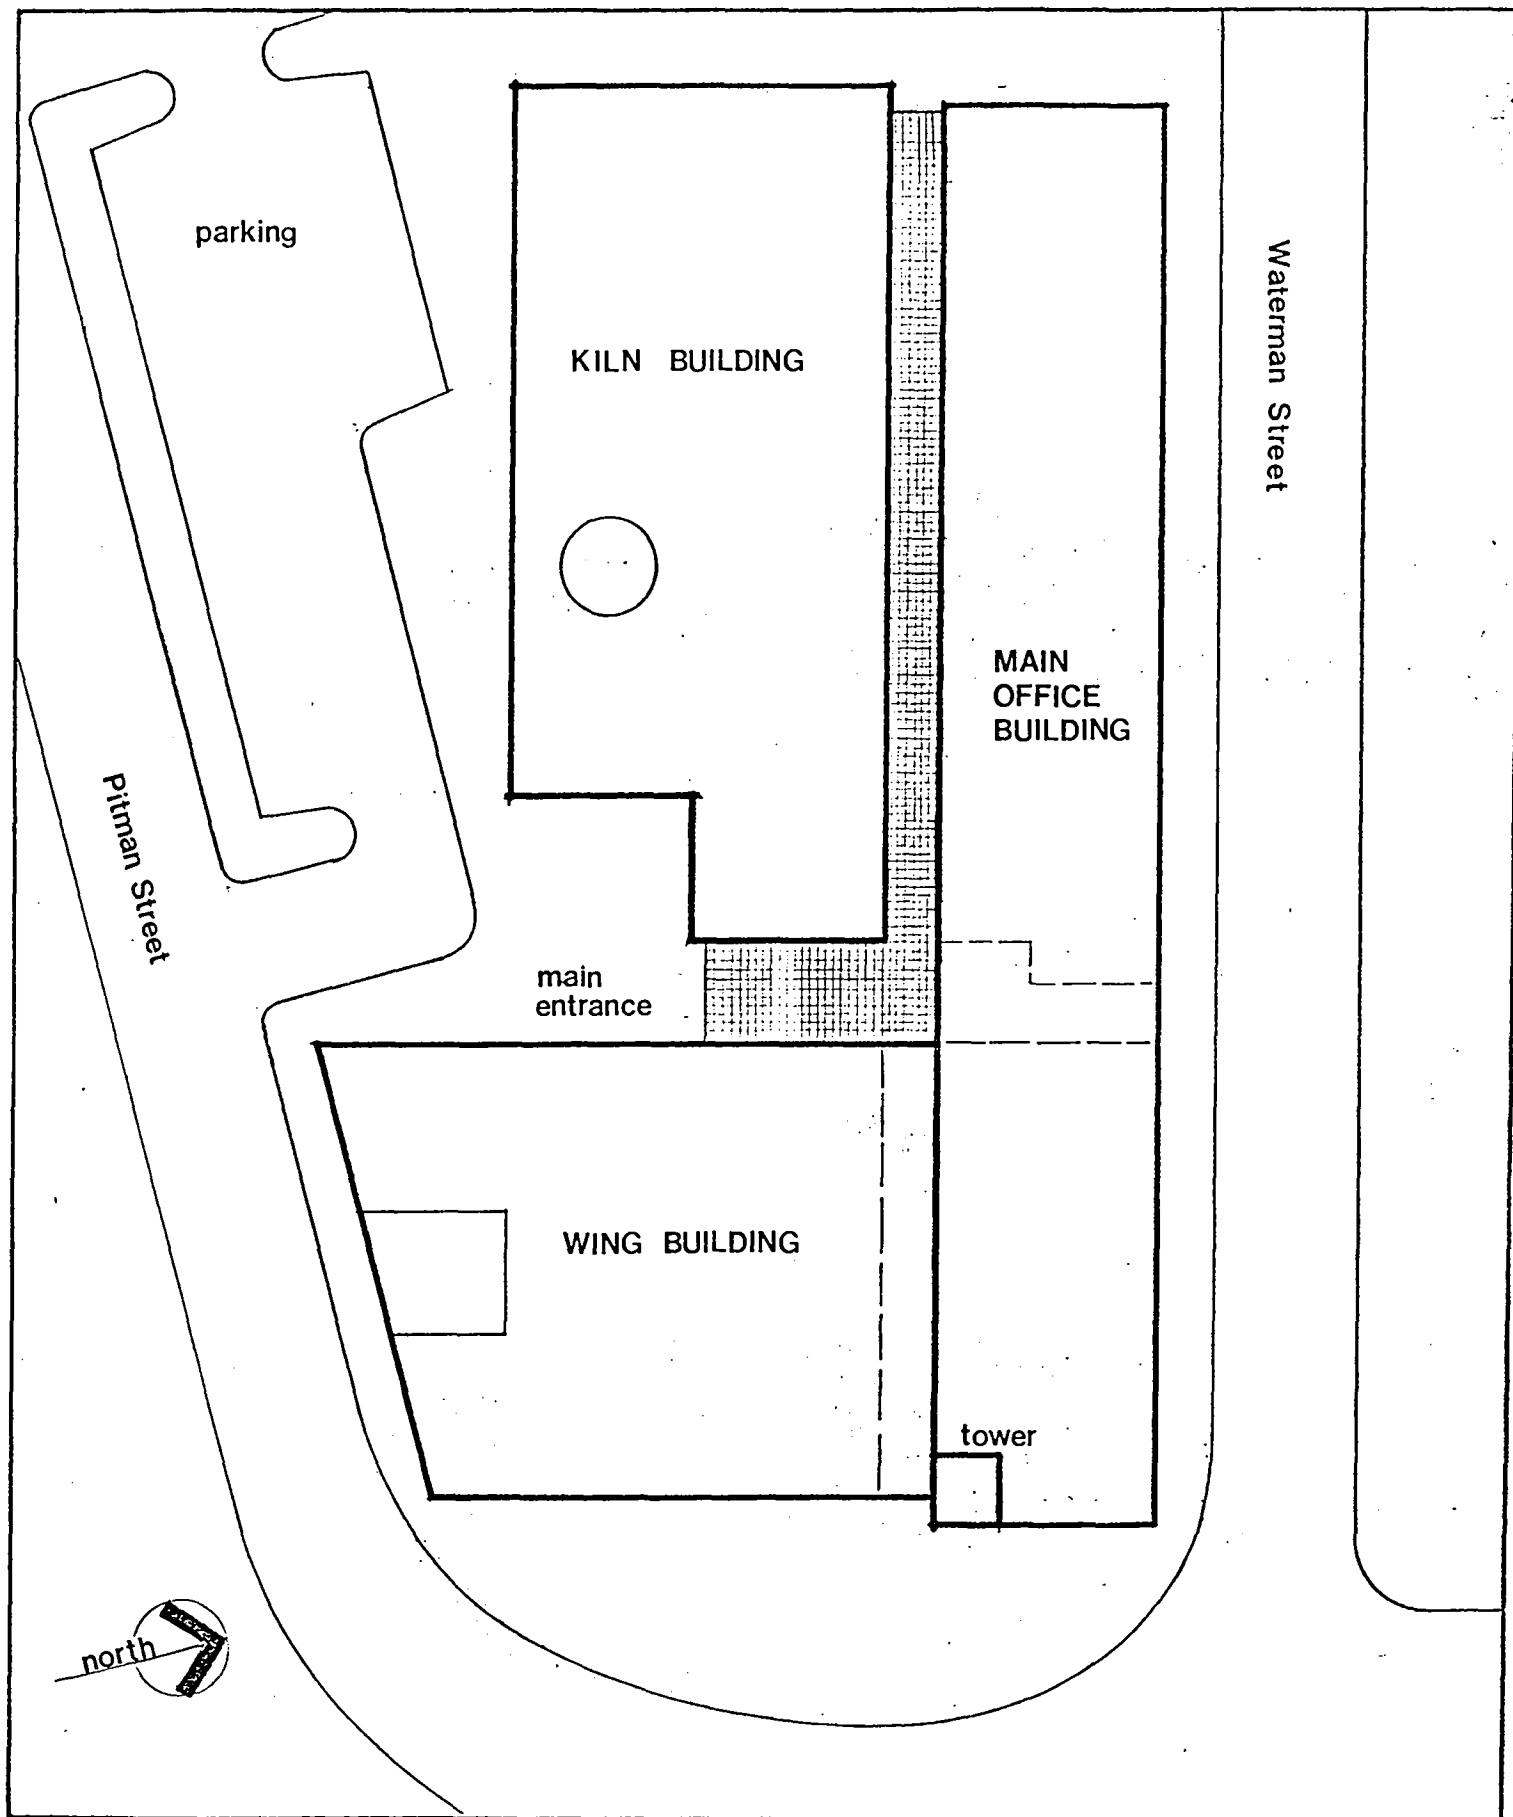 parking
KILN BUILDING
Waterman Street
MAIN
OFFICE
BUILDING
Pitman Street
main
entrance
WING BUILDING
tower
north